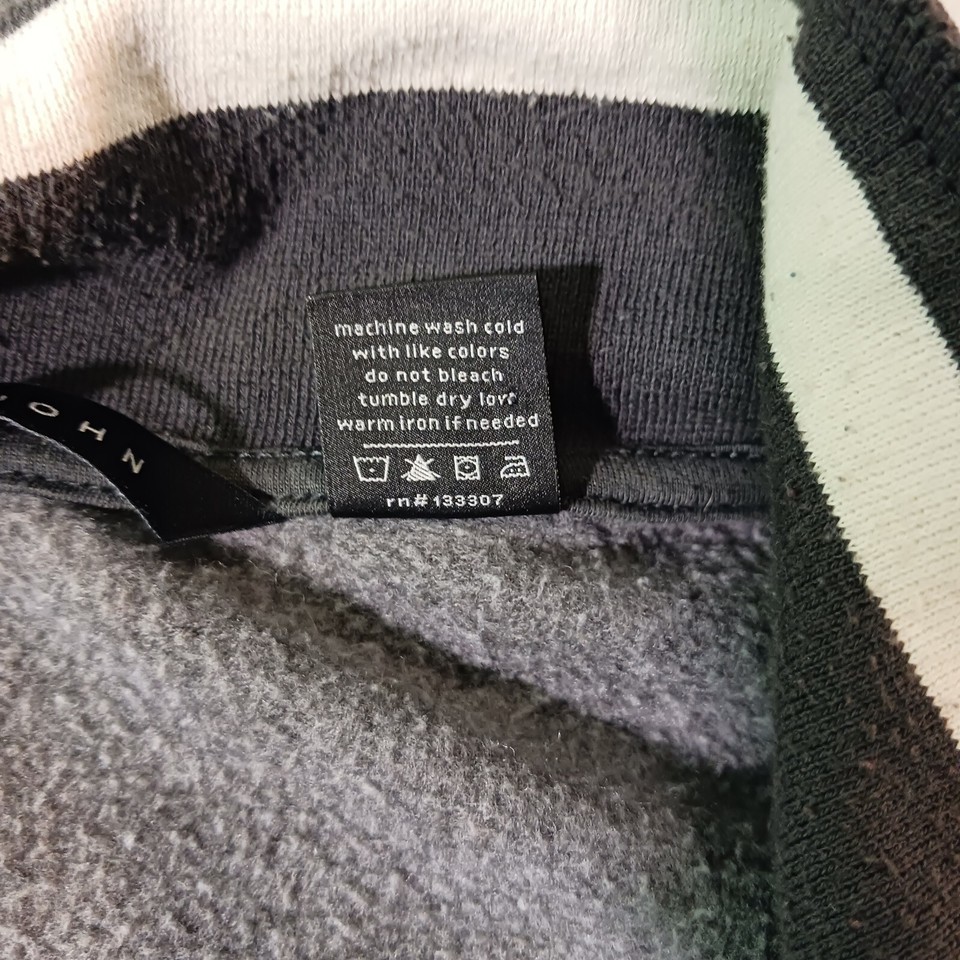 machine wash cold
with like colors
do not bleach
tumble dry low
warm iron if needed
rn#133307
OHN